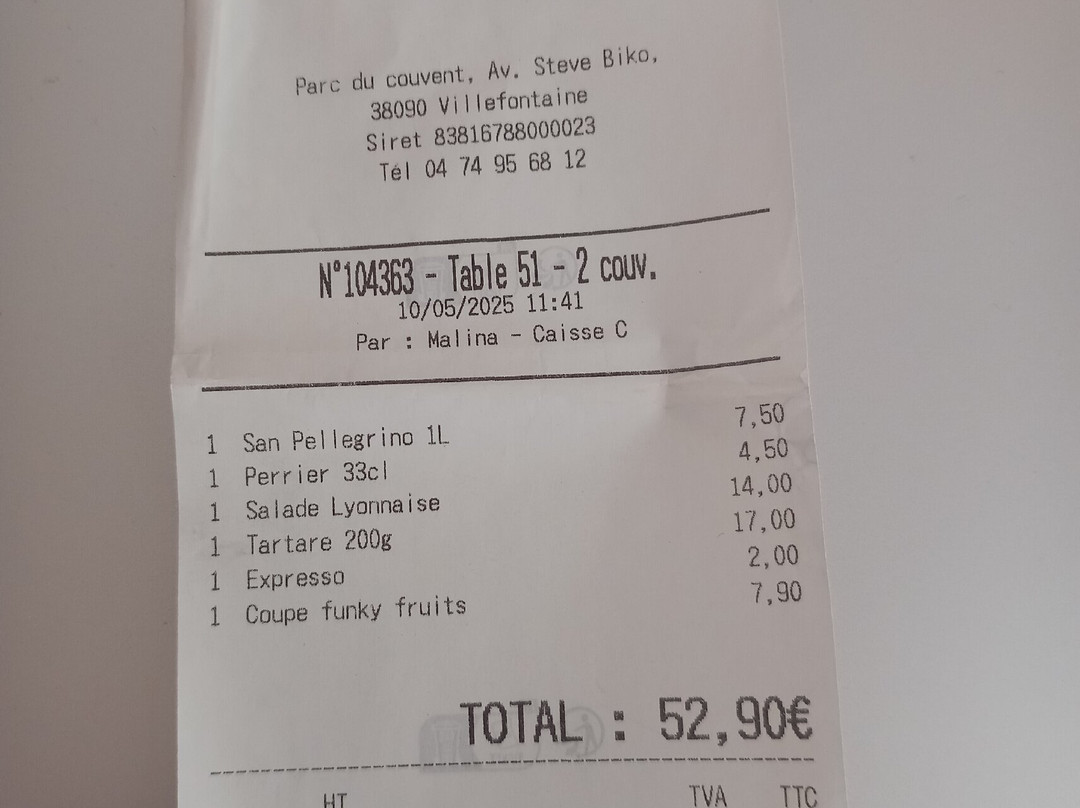 Parc du couvent, Av. Steve Biko,
38090 Villefontaine
Siret 83816788000023
Tél 04 74 95 68 12
N°104363 - Table 51 - 2 couv.
10/05/2025 11:41
Par : Malina - Caisse C
1 San Pellegrino 1L 7,50
1 Perrier 33cl 4,50
1 Salade Lyonnaise 14,00
1 Tartare 200g 17,00
1 Expresso 2,00
1 Coupe funky fruits 7,90
TOTAL : 52,90€
HT TVA TTC